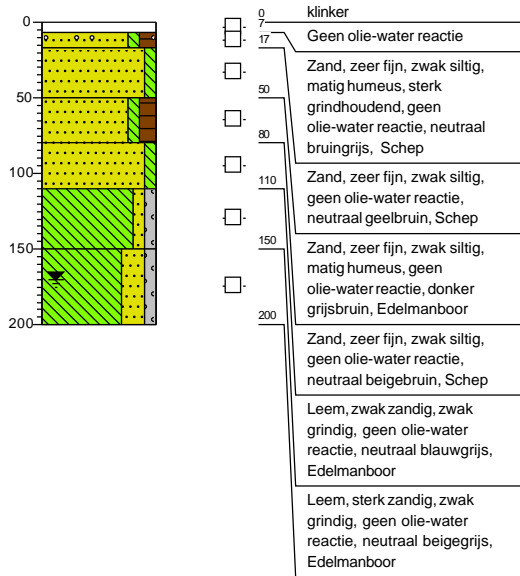 0
50
100
150
200
0
7
17
50
80
110
150
200
klinker
Geen olie-water reactie
Zand, zeer fijn, zwak siltig,
matig humeus, sterk
grindhoudend, geen
olie-water reactie, neutraal
bruingrijs, Schep
Zand, zeer fijn, zwak siltig,
geen olie-water reactie,
neutraal geelbruin, Schep
Zand, zeer fijn, zwak siltig,
matig humeus, geen
olie-water reactie, donker
grijsbruin, Edelmanboor
Zand, zeer fijn, zwak siltig,
geen olie-water reactie,
neutraal beigebruin, Schep
Leem, zwak zandig, zwak
grindig, geen olie-water
reactie, neutraal blauwgrijs,
Edelmanboor
Leem, sterk zandig, zwak
grindig, geen olie-water
reactie, neutraal beigegrijs,
Edelmanboor